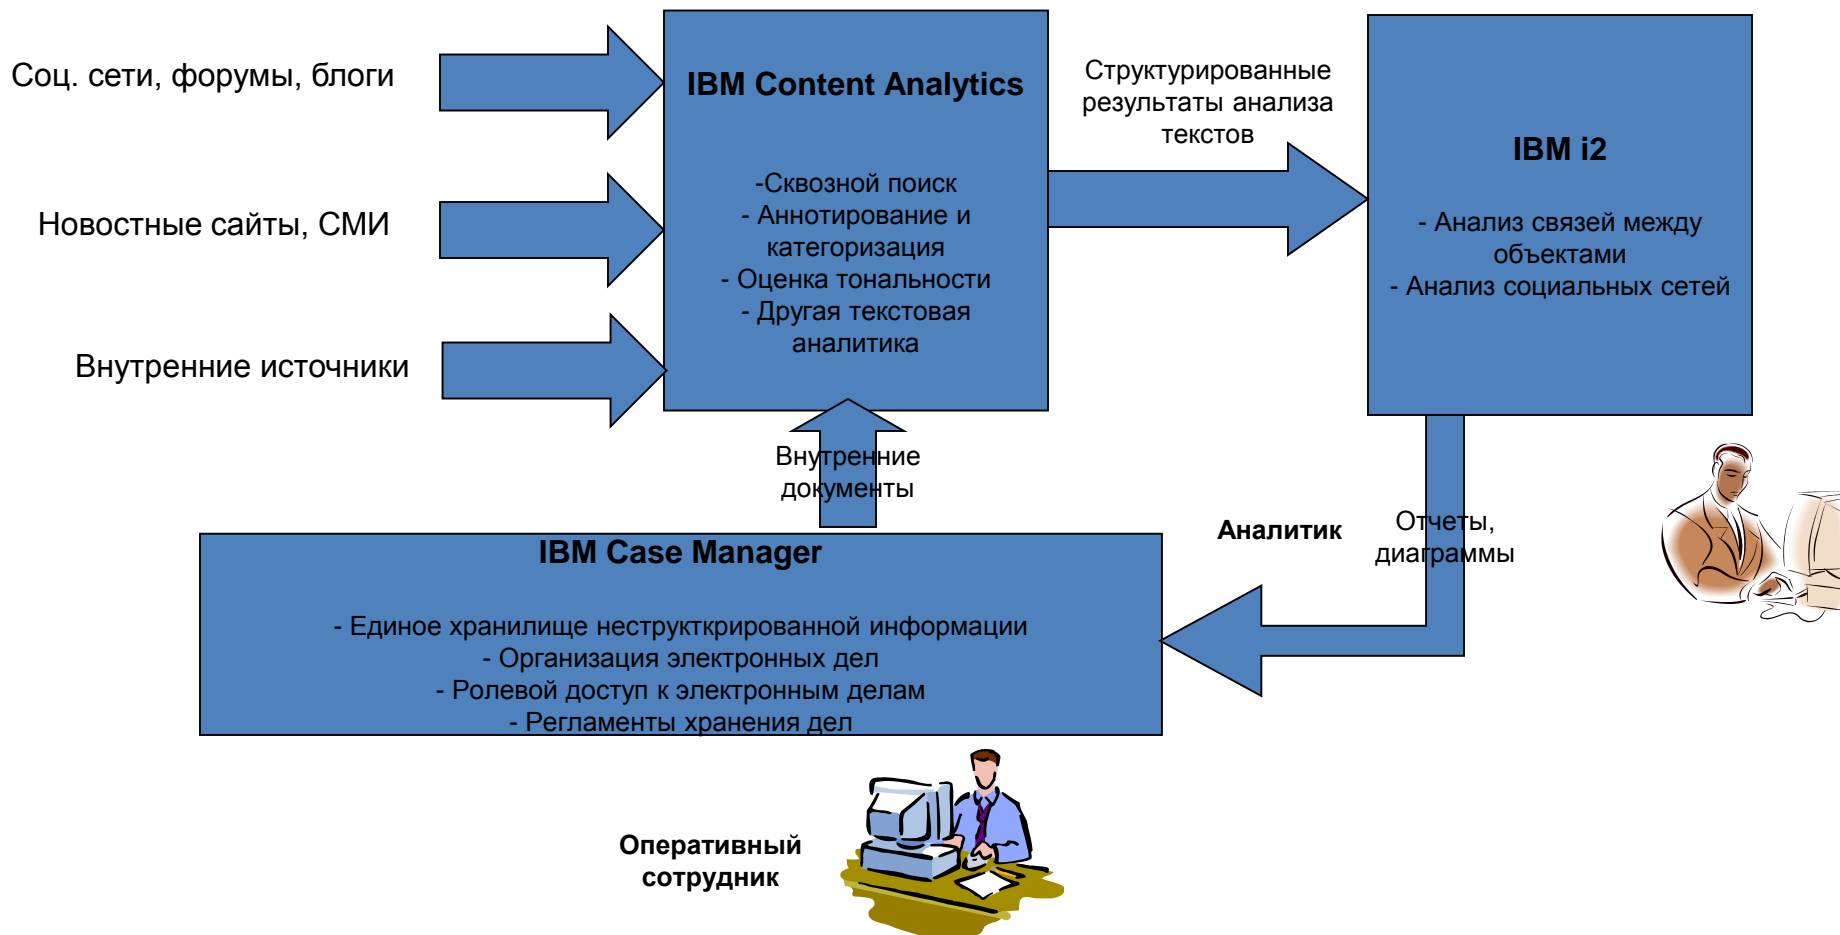 Соц. сети, форумы, блоги
Новостные сайты, СМИ
Внутренние источники
IBM Content Analytics
-Сквозной поиск
- Аннотирование и
категоризация
- Оценка тональности
- Другая текстовая
аналитика
Структурированные
результаты анализа
текстов
IBM i2
- Анализ связей между
объектами
- Анализ социальных сетей
Внутренние
документы
Аналитик
Отчеты,
диаграммы
IBM Case Manager
- Единое хранилище неструкткрированной информации
- Организация электронных дел
- Ролевой доступ к электронным делам
- Регламенты хранения дел
Оперативный
сотрудник